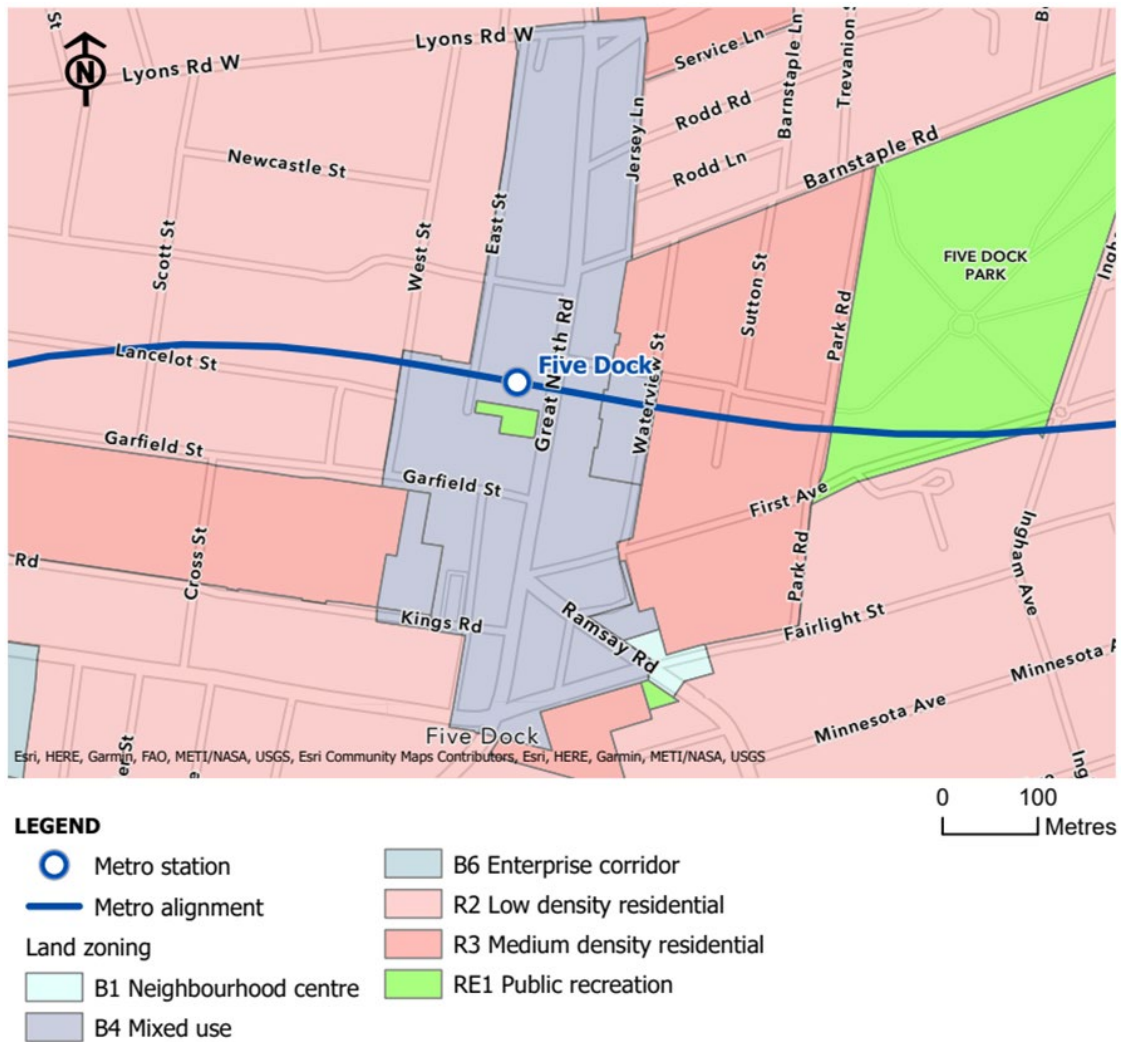 St
Lyons Rd W
Lyons Rd W
Service Ln
Barnstaple Ln
Trevanion S
B
N
Rodd Rd
Jersey Ln
Barnstaple Rd
Newcastle St
Rodd Ln
East St
Scott St
West St
FIVE DOCK
PARK
Ingh
Sutton St
Park Rd
Great North Rd
Waterview St
Lancelot St
Five Dock
Garfield St
Garfield St
First Ave
Rd
Cross St
Park Rd
Ingham Ave
Kings Rd
Ramsay Rd
Fairlight St
Minnesota A
Minnesota Ave
Five Dock
er St
e
Ing
Esri, HERE, Garmin, FAO, METI/NASA, USGS, Esri Community Maps Contributors, Esri, HERE, Garmin, METI/NASA, USGS
0 100
Metres
LEGEND
Metro station
Metro alignment
Land zoning
B1 Neighbourhood centre
B4 Mixed use
B6 Enterprise corridor
R2 Low density residential
R3 Medium density residential
RE1 Public recreation